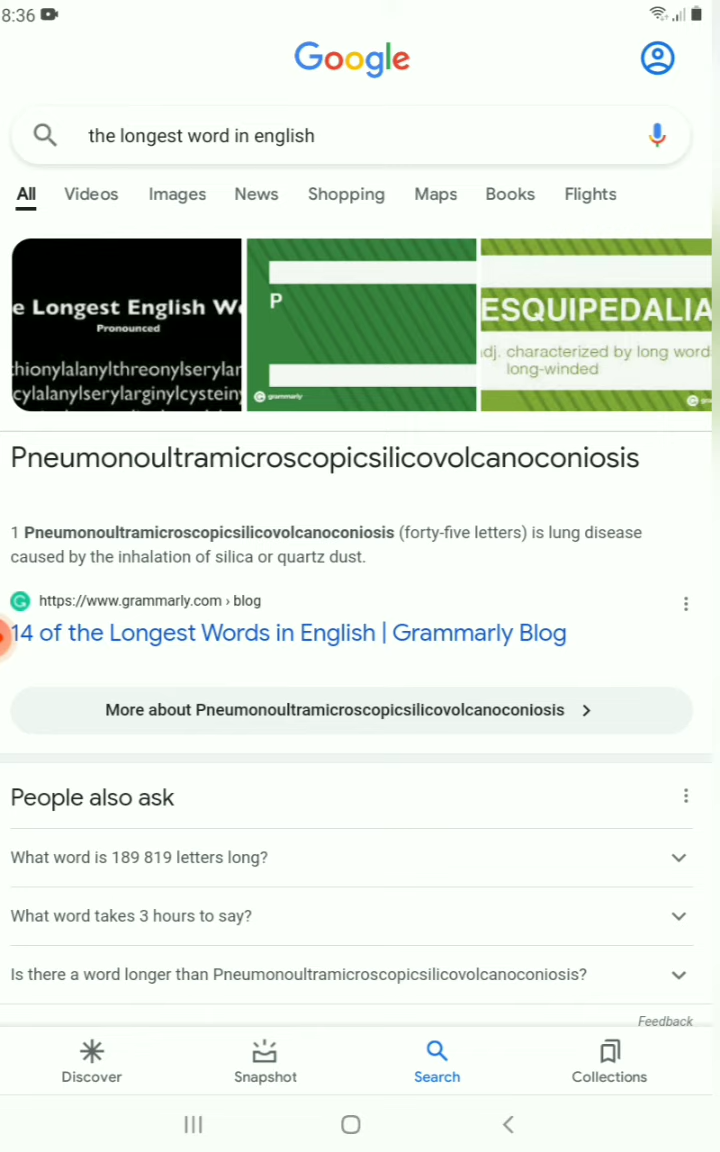 8:36
Google
the longest word in english
All Videos Images News Shopping Maps Books Flights
e Longest English W
Pronounced
chionylalanylthreonylserylar
cylalanylserylarginylcystein
P
grammarly
ESQUIPEDALIA
adj. characterized by long word
long-winded
Pneumonoultramicroscopicsilicovolcanoconiosis
1 Pneumonoultramicroscopicsilicovolcanoconiosis (forty-five letters) is lung disease
caused by the inhalation of silica or quartz dust.
https://www.grammarly.com › blog
14 of the Longest Words in English | Grammarly Blog
More about Pneumonoultramicroscopicsilicovolcanoconiosis
People also ask
What word is 189 819 letters long?
What word takes 3 hours to say?
Is there a word longer than Pneumonoultramicroscopicsilicovolcanoconiosis?
Feedback
Discover Snapshot Search Collections